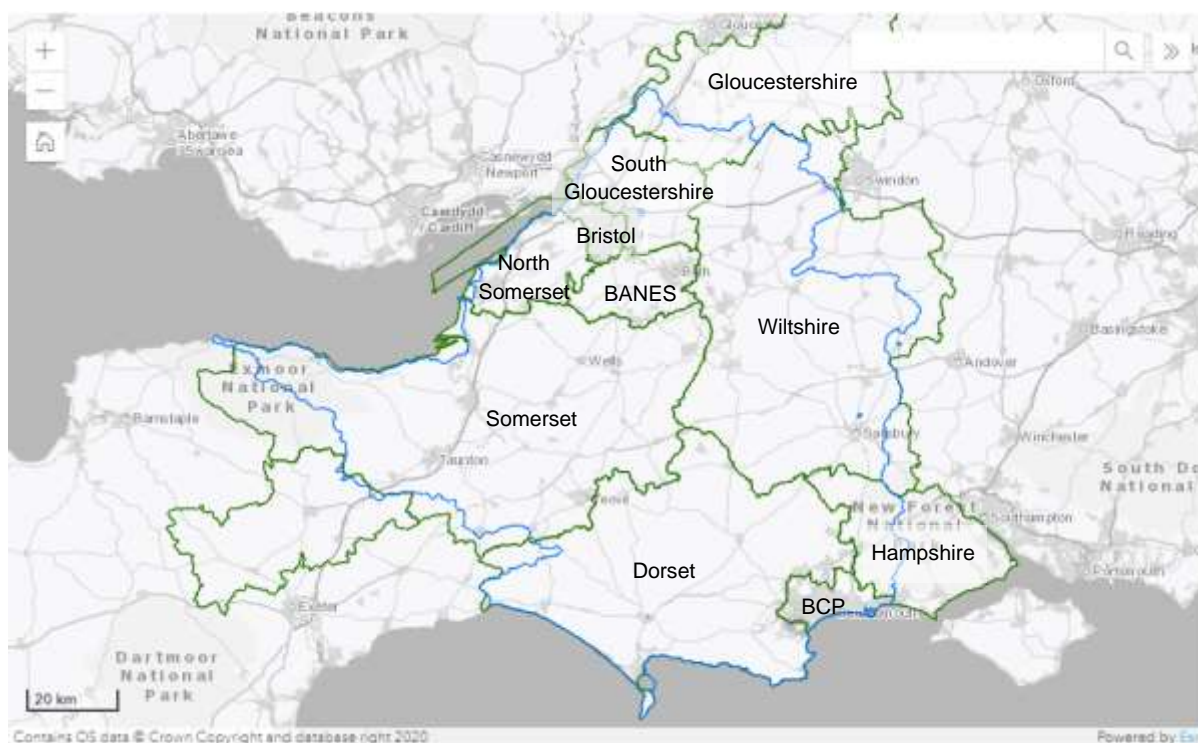 Beacons
National Park
Gloucestershire
Oxford
Abertawe
/ Swansea
Casnewydd
Newport
South
Gloucestershire
Swindon
Caerdydd
/ Cardiff
Reading
Bristol
North
Somerset
Bath
BANES
Wiltshire
Basingstoke
Wells
Exmoor
National
Park
Andover
Barnstaple
Somerset
Salisbury
Winchester
Taunton
South Do
National
Yeovil
New Forest
National
Southampton
Hampshire
Dorset
Portsmouth
BCP
Exeter
Dartmoor
National
Park
20 km
Contains OS data © Crown Copyright and database right 2020
Powered by Esri